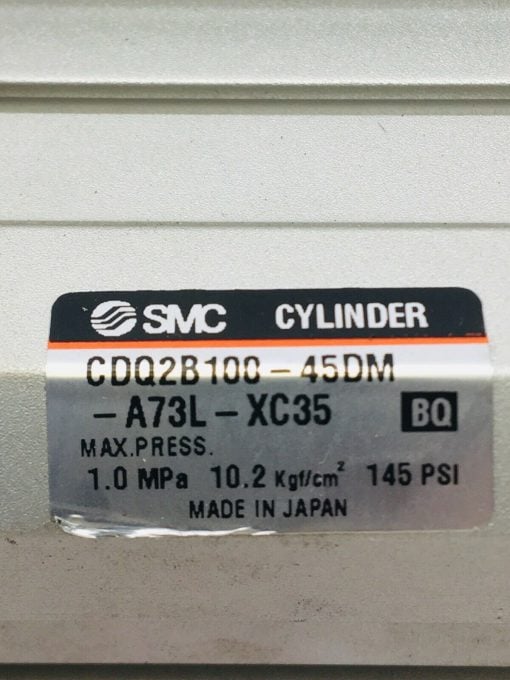 SMC CYLINDER
CDQ2B100-45DM
-A73L-XC35 BQ
MAX.PRESS.
1.0 MPa 10.2 Kgf/cm² 145 PSI
MADE IN JAPAN